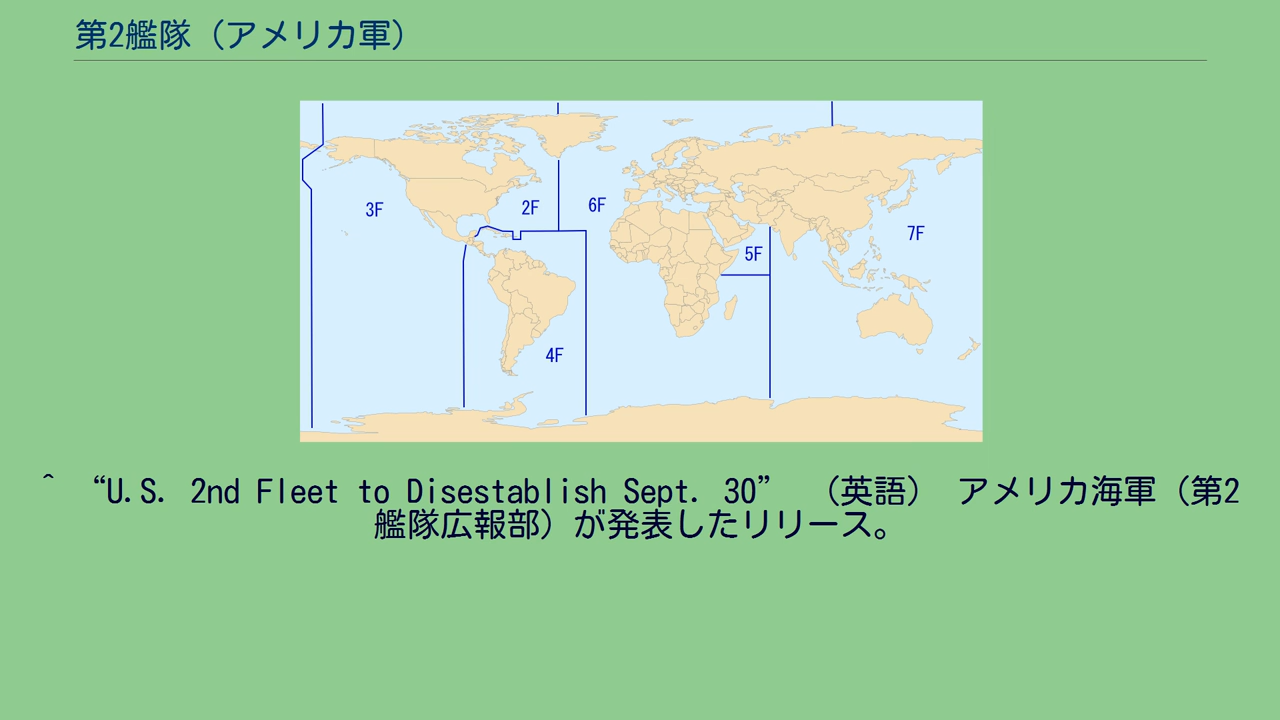 第2艦隊（アメリカ軍）
3F
2F
6F
7F
5F
4F
^ “U.S. 2nd Fleet to Disestablish Sept. 30” （英語） アメリカ海軍（第2
艦隊広報部）が発表したリリース。